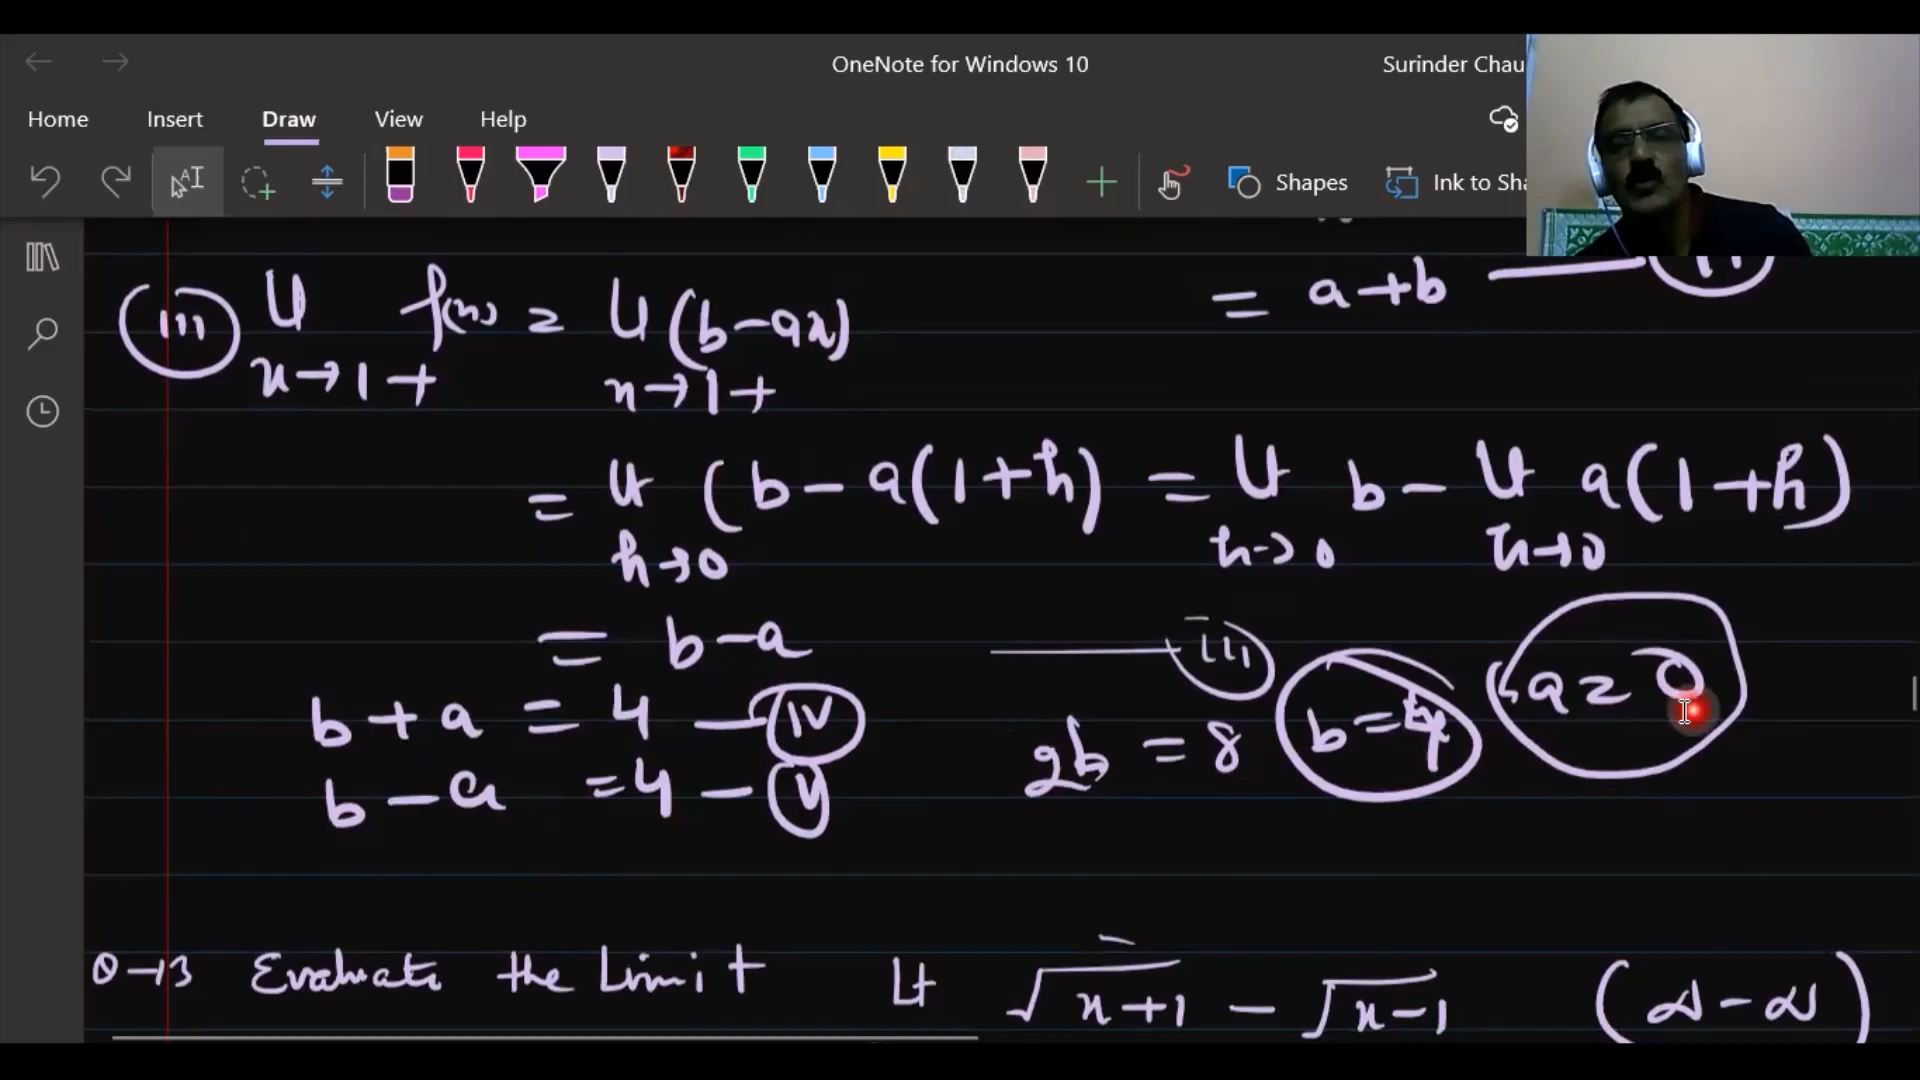 OneNote for Windows 10
Surinder Chau
Home Insert Draw View Help
Shapes Ink to Sha
= a+b —— (ii)
(iii) Lt x→1+ f(x) = Lt x→1+ (b-ax)
= Lt h→0 (b-a(1+h) = Lt h→0 b - Lt h→0 a(1+h)
= b-a —— (iii)
b + a = 4 — (iv)
b - a = 4 — (v)
2b = 8 b=4 a=0
Q-13 Evaluate the Limit Lt √x+1 - √x-1 (∞-∞)